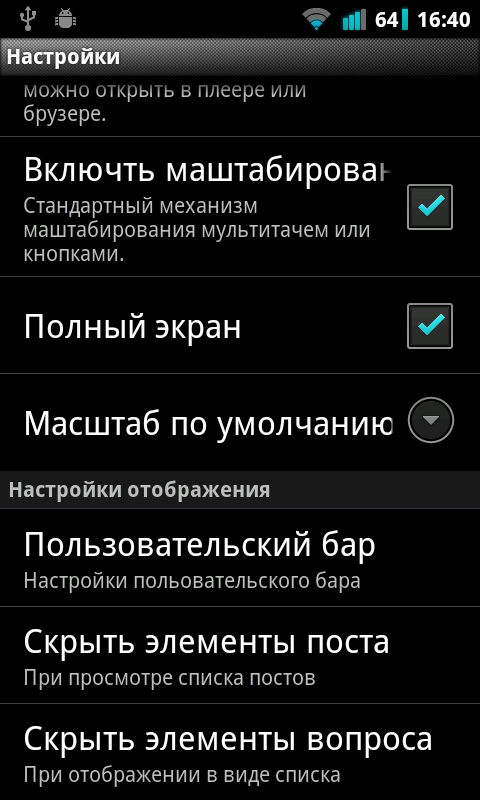 64 16:40
Настройки
можно открыть в плеере или
брузере.
Включть маштабирован
Стандартный механизм
маштабирования мультитачем или
кнопками.
Полный экран
Масштаб по умолчанию
Настройки отображения
Пользовательский бар
Настройки польовательского бара
Скрыть элементы поста
При просмотре списка постов
Скрыть элементы вопроса
При отображении в виде списка